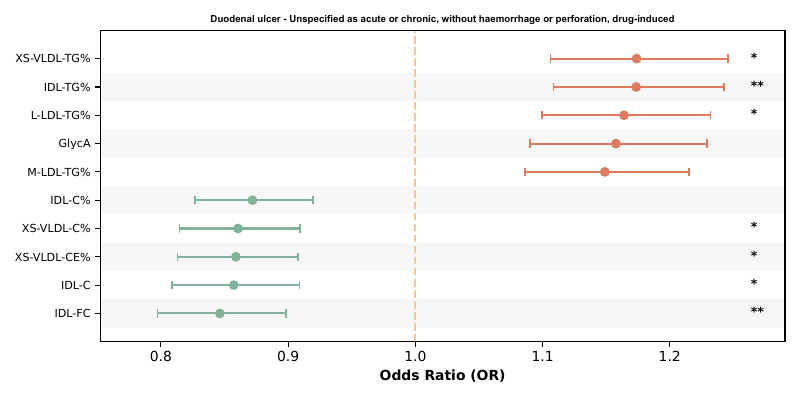 Duodenal ulcer - Unspecified as acute or chronic, without haemorrhage or perforation, drug-induced
XS-VLDL-TG% *
IDL-TG% **
L-LDL-TG% *
GlycA
M-LDL-TG%
IDL-C%
XS-VLDL-C% *
XS-VLDL-CE% *
IDL-C *
IDL-FC **
0.8 0.9 1.0 1.1 1.2
Odds Ratio (OR)